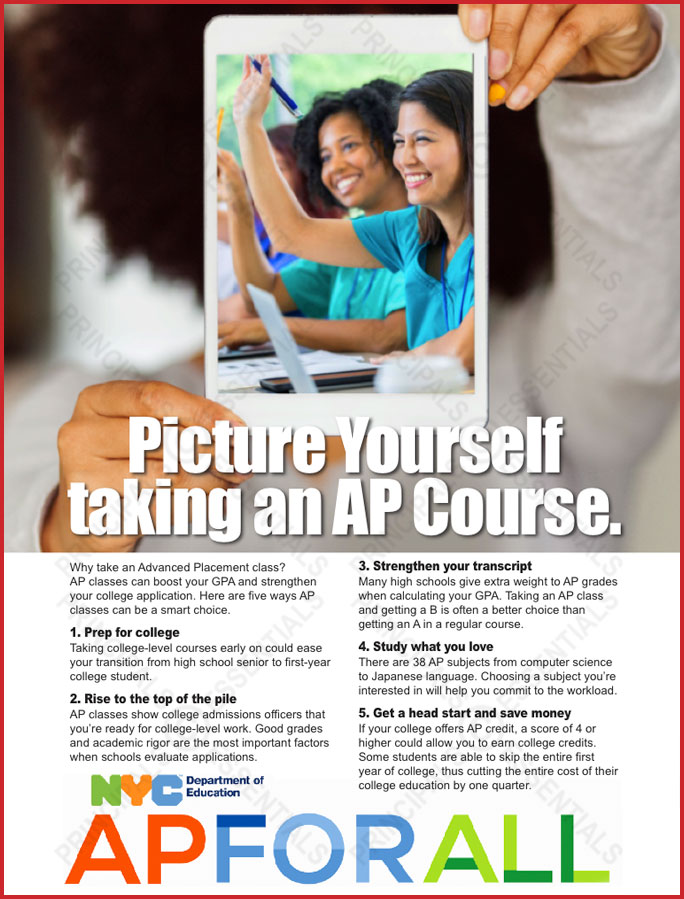 Picture Yourself
taking an AP Course.
Why take an Advanced Placement class?
AP classes can boost your GPA and strengthen
your college application. Here are five ways AP
classes can be a smart choice.
1. Prep for college
Taking college-level courses early on could ease
your transition from high school senior to first-year
college student.
2. Rise to the top of the pile
AP classes show college admissions officers that
you’re ready for college-level work. Good grades
and academic rigor are the most important factors
when schools evaluate applications.
3. Strengthen your transcript
Many high schools give extra weight to AP grades
when calculating your GPA. Taking an AP class
and getting a B is often a better choice than
getting an A in a regular course.
4. Study what you love
There are 38 AP subjects from computer science
to Japanese language. Choosing a subject you’re
interested in will help you commit to the workload.
5. Get a head start and save money
If your college offers AP credit, a score of 4 or
higher could allow you to earn college credits.
Some students are able to skip the entire first
year of college, thus cutting the entire cost of their
college education by one quarter.
NYC Department of
Education
APFORALL
PRINCIPALS ESSENTIALS